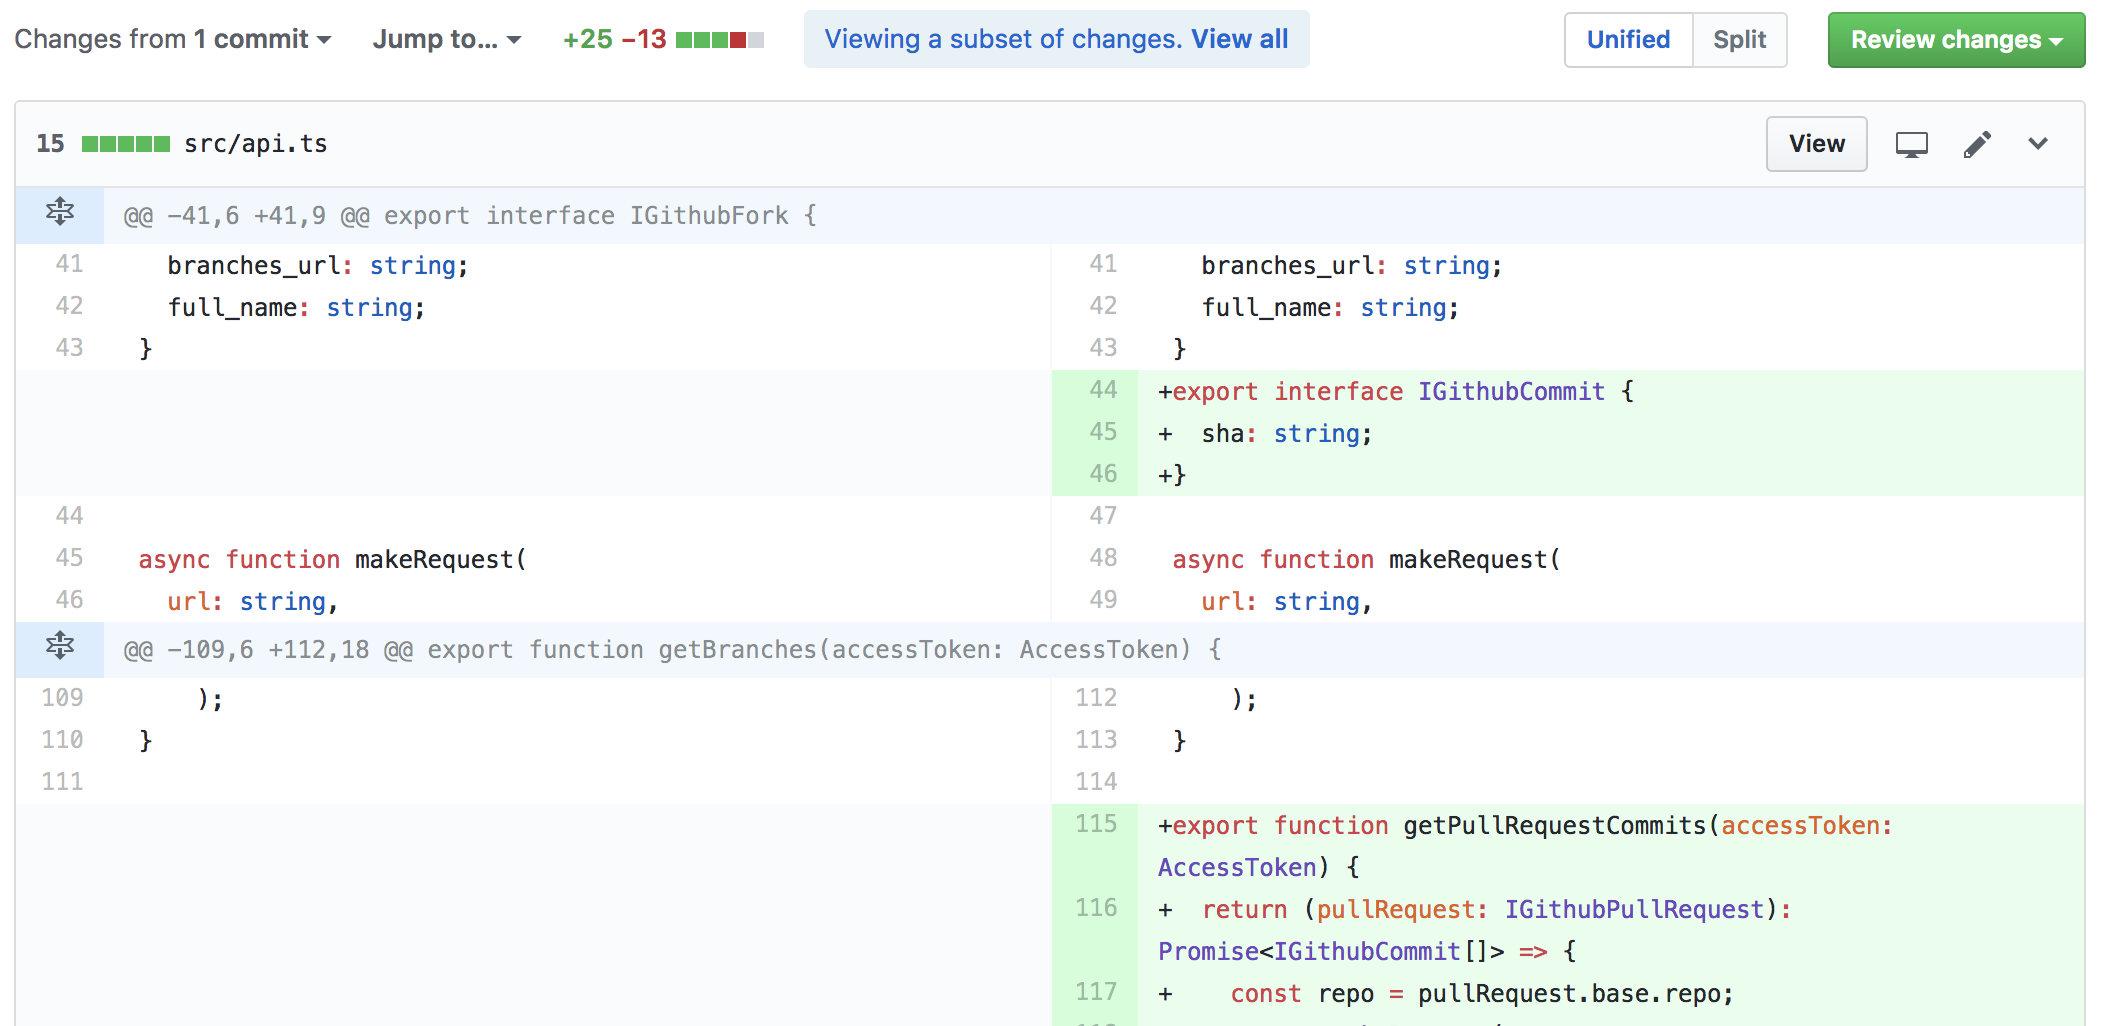 Changes from 1 commit Jump to... +25 −13 Viewing a subset of changes. View all Unified Split Review changes
15 src/api.ts View
@@ -41,6 +41,9 @@ export interface IGithubFork {
41 branches_url: string; 41 branches_url: string;
42 full_name: string; 42 full_name: string;
43 } 43 }
44 +export interface IGithubCommit {
45 + sha: string;
46 +}
44 47
45 async function makeRequest( 48 async function makeRequest(
46 url: string, 49 url: string,
@@ -109,6 +112,18 @@ export function getBranches(accessToken: AccessToken) {
109 ); 112 );
110 } 113 }
111 114
115 +export function getPullRequestCommits(accessToken:
AccessToken) {
116 + return (pullRequest: IGithubPullRequest):
Promise<IGithubCommit[]> => {
117 + const repo = pullRequest.base.repo;